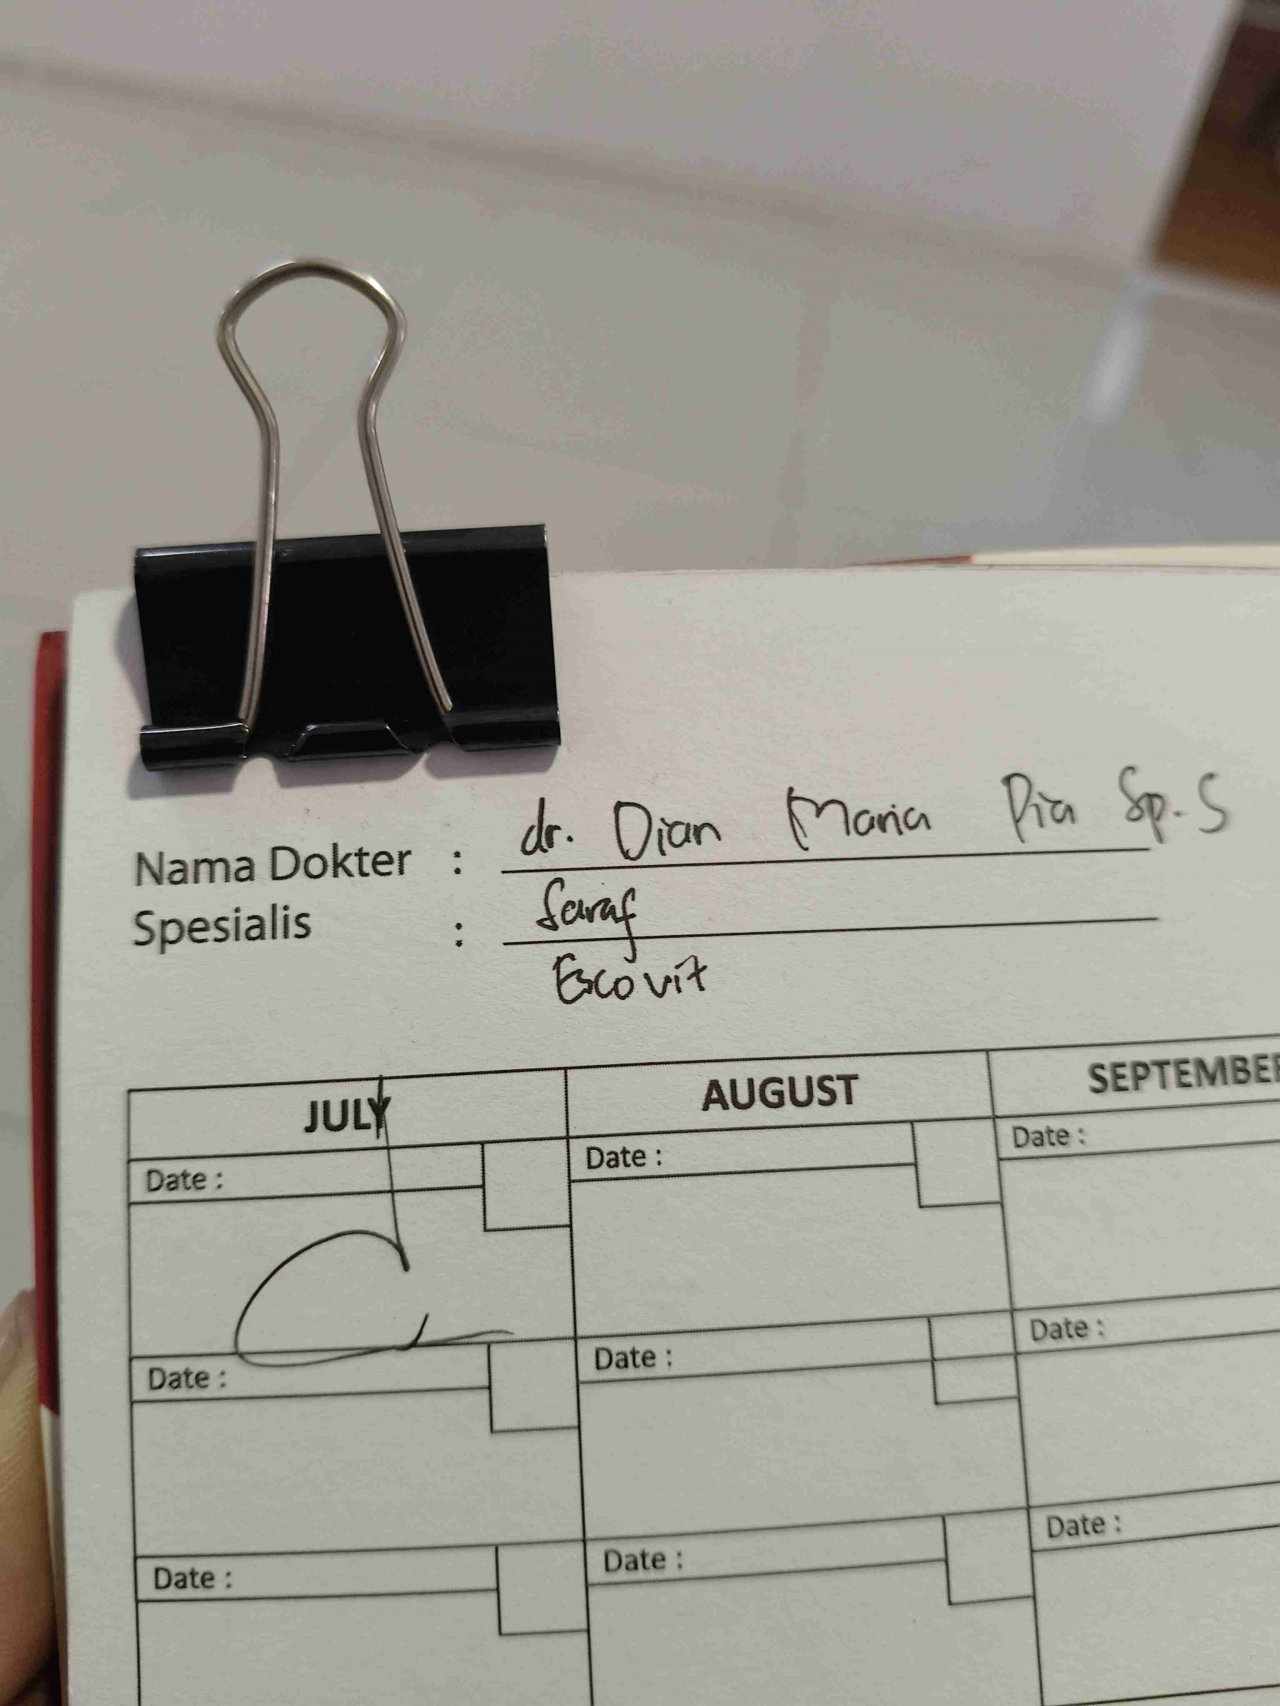 Nama Dokter : dr. Dian Maria Pia Sp.S
Spesialis : Saraf
Escovit
JULY AUGUST SEPTEMBER
Date : Date : Date :
Date : Date : Date :
Date : Date : Date :